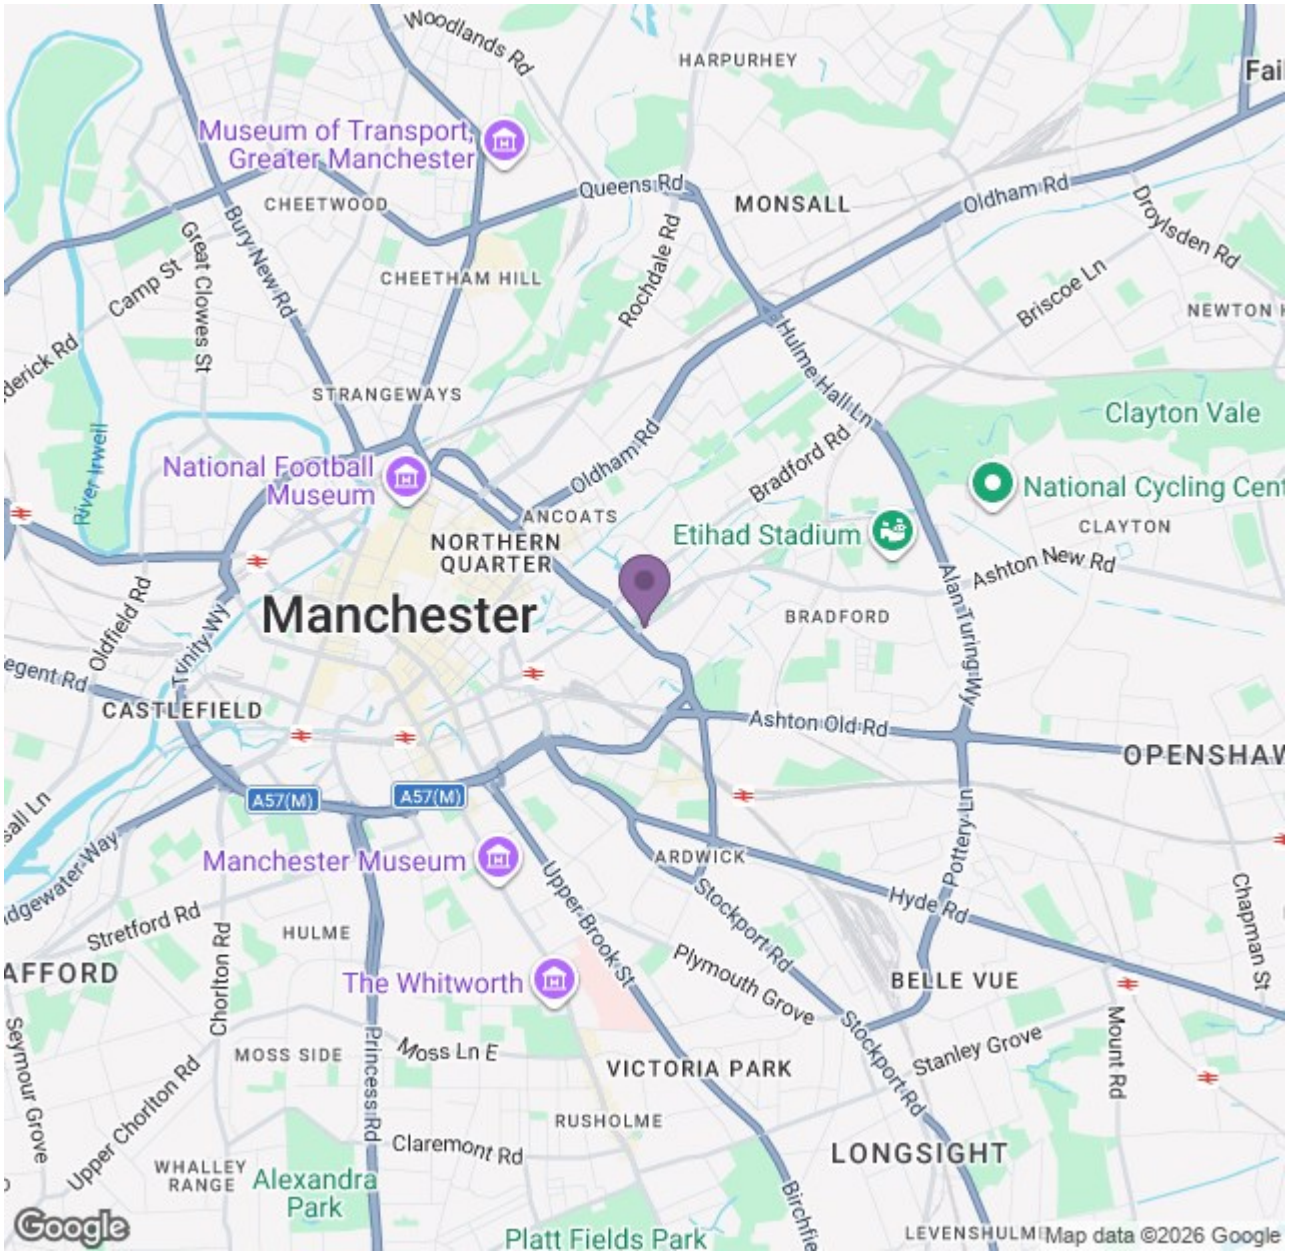 Woodlands Rd
HARPURHEY
Fai
Museum of Transport,
Greater Manchester
Queens Rd
CHEETWOOD
MONSALL
Oldham Rd
Droylsden Rd
Bury New Rd
Great Clowes St
Camp St
CHEETHAM HILL
Rochdale Rd
Briscoe Ln
NEWTON H
derick Rd
Hulme Hall Ln
STRANGEWAYS
Clayton Vale
River Irwell
National Football
Museum
Oldham Rd
Bradford Rd
National Cycling Cent
ANCOATS
Etihad Stadium
CLAYTON
NORTHERN
QUARTER
Ashton New Rd
Alan Turing Wy
Oldfield Rd
Trinity Wy
Manchester
BRADFORD
egent Rd
CASTLEFIELD
Ashton Old Rd
OPENSHAW
A57(M)
A57(M)
sall Ln
Pottery Ln
dgewater Way
Manchester Museum
ARDWICK
Upper Brook St
Hyde Rd
Chapman St
Stretford Rd
HULME
Chorlton Rd
Stockport Rd
AFFORD
The Whitworth
Plymouth Grove
BELLE VUE
Seymour Grove
MOSS SIDE
Princess Rd
Moss Ln E
Stockport Rd
Stanley Grove
Mount Rd
VICTORIA PARK
Upper Chorlton Rd
RUSHOLME
Claremont Rd
LONGSIGHT
WHALLEY
RANGE
Alexandra
Park
Birchfie
Google
Platt Fields Park
LEVENSHULME
Map data ©2026 Google